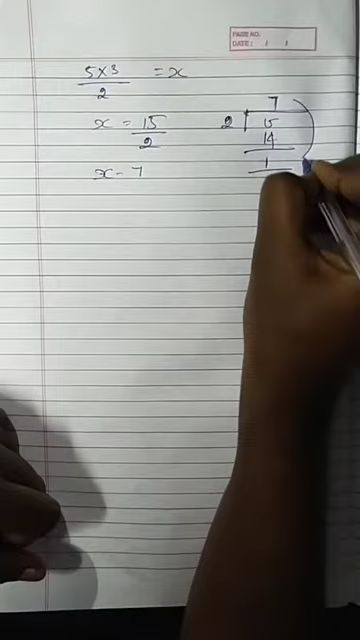 PAGE NO.
DATE: / /
5×3 = x
2
7
x = 15
2
2 15
14
x - 7
1